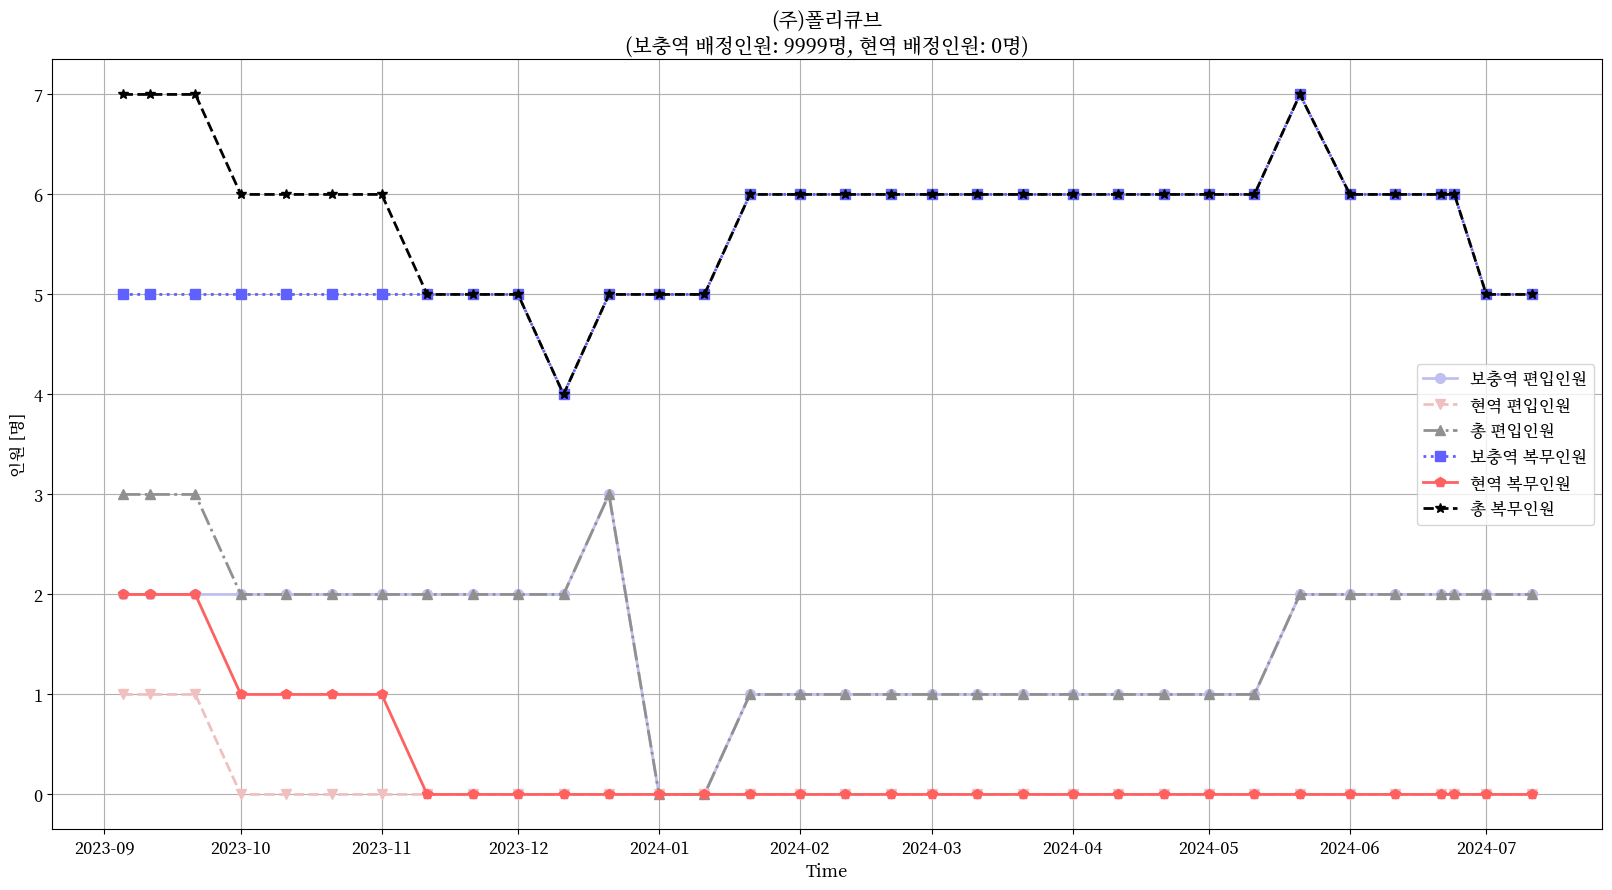 (주)폴리큐브
(보충역 배정인원: 9999명, 현역 배정인원: 0명)
7
6
5
4
3
2
1
0
인원 [명]
보충역 편입인원
현역 편입인원
총 편입인원
보충역 복무인원
현역 복무인원
총 복무인원
2023-09 2023-10 2023-11 2023-12 2024-01 2024-02 2024-03 2024-04 2024-05 2024-06 2024-07
Time